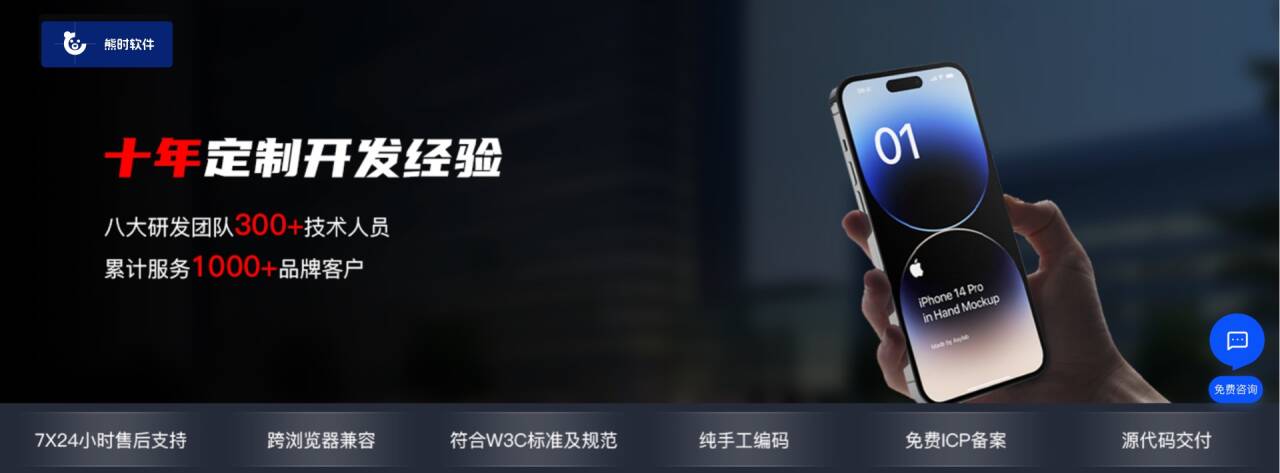 熊时软件
十年定制开发经验
八大研发团队300+技术人员
累计服务1000+品牌客户
01
iPhone 14 Pro
in Hand Mockup
Made by Asylab
免费咨询
7X24小时售后支持
跨浏览器兼容
符合W3C标准及规范
纯手工编码
免费ICP备案
源代码交付